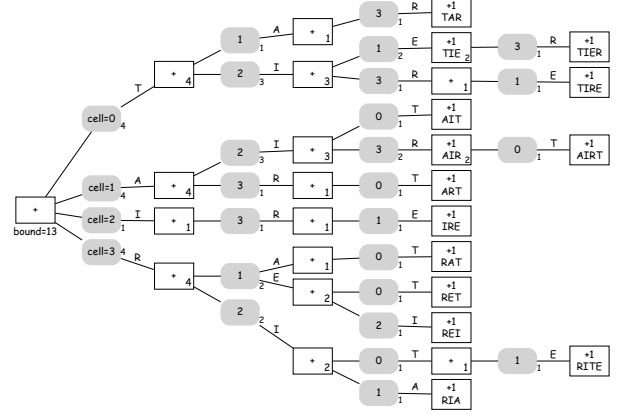 3 R +1
1 A + 1 1 TAR
1
1 E +1 3 R +1
T + 2 I + 2 TIE 2 1 TIER
4 3 3 3 R + 1 E +1
cell=0 1 1 1 TIRE
4
0 T +1
1 AIT
2 I + 3 R +1 0 T +1
3 3 2 AIR 2 1 AIRT
cell=1 A + 3 R + 0 T +1
4 4 1 1 1 ART
+ cell=2 I + 3 R + 1 E +1
bound=13 1 1 1 1 1 IRE
cell=3 4 R A + 0 T +1
+ 1 1 1 RAT
4 2 E + 0 T +1
2 1 RET
2 2 2 I +1
I 1 REI
+ 0 T + 1 E +1
2 1 1 1 RITE
1 A +1
1 RIA